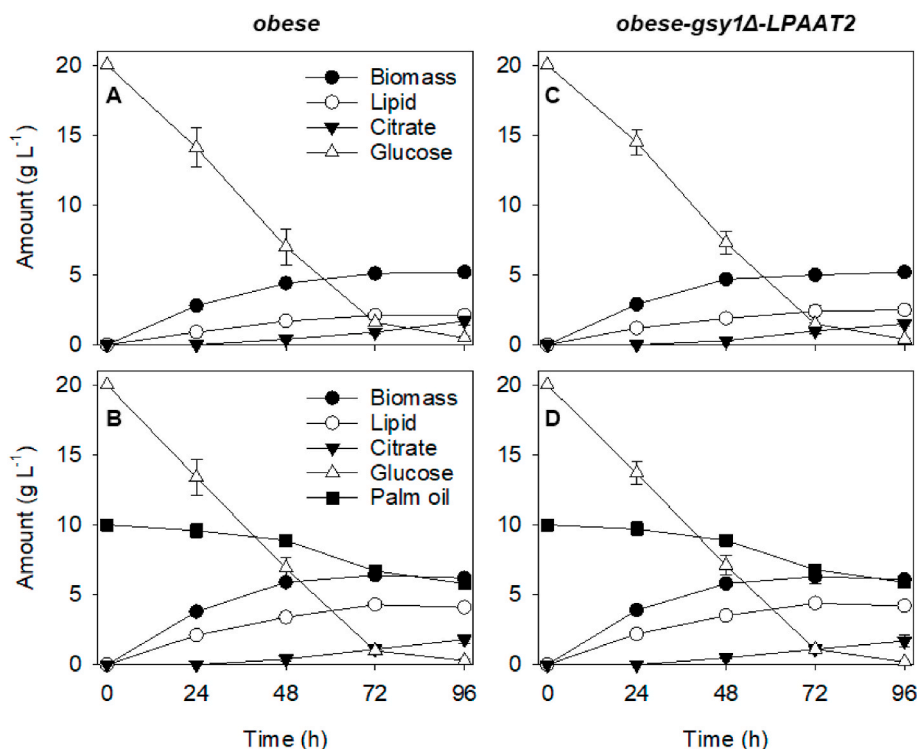 obese
obese-gsy1Δ-LPAAT2
20
15
10
5
0
Amount (g L-1)
A
Biomass
Lipid
Citrate
Glucose
C
20
15
10
5
0
Amount (g L-1)
B
Biomass
Lipid
Citrate
Glucose
Palm oil
D
0 24 48 72 96
0 24 48 72 96
Time (h)
Time (h)